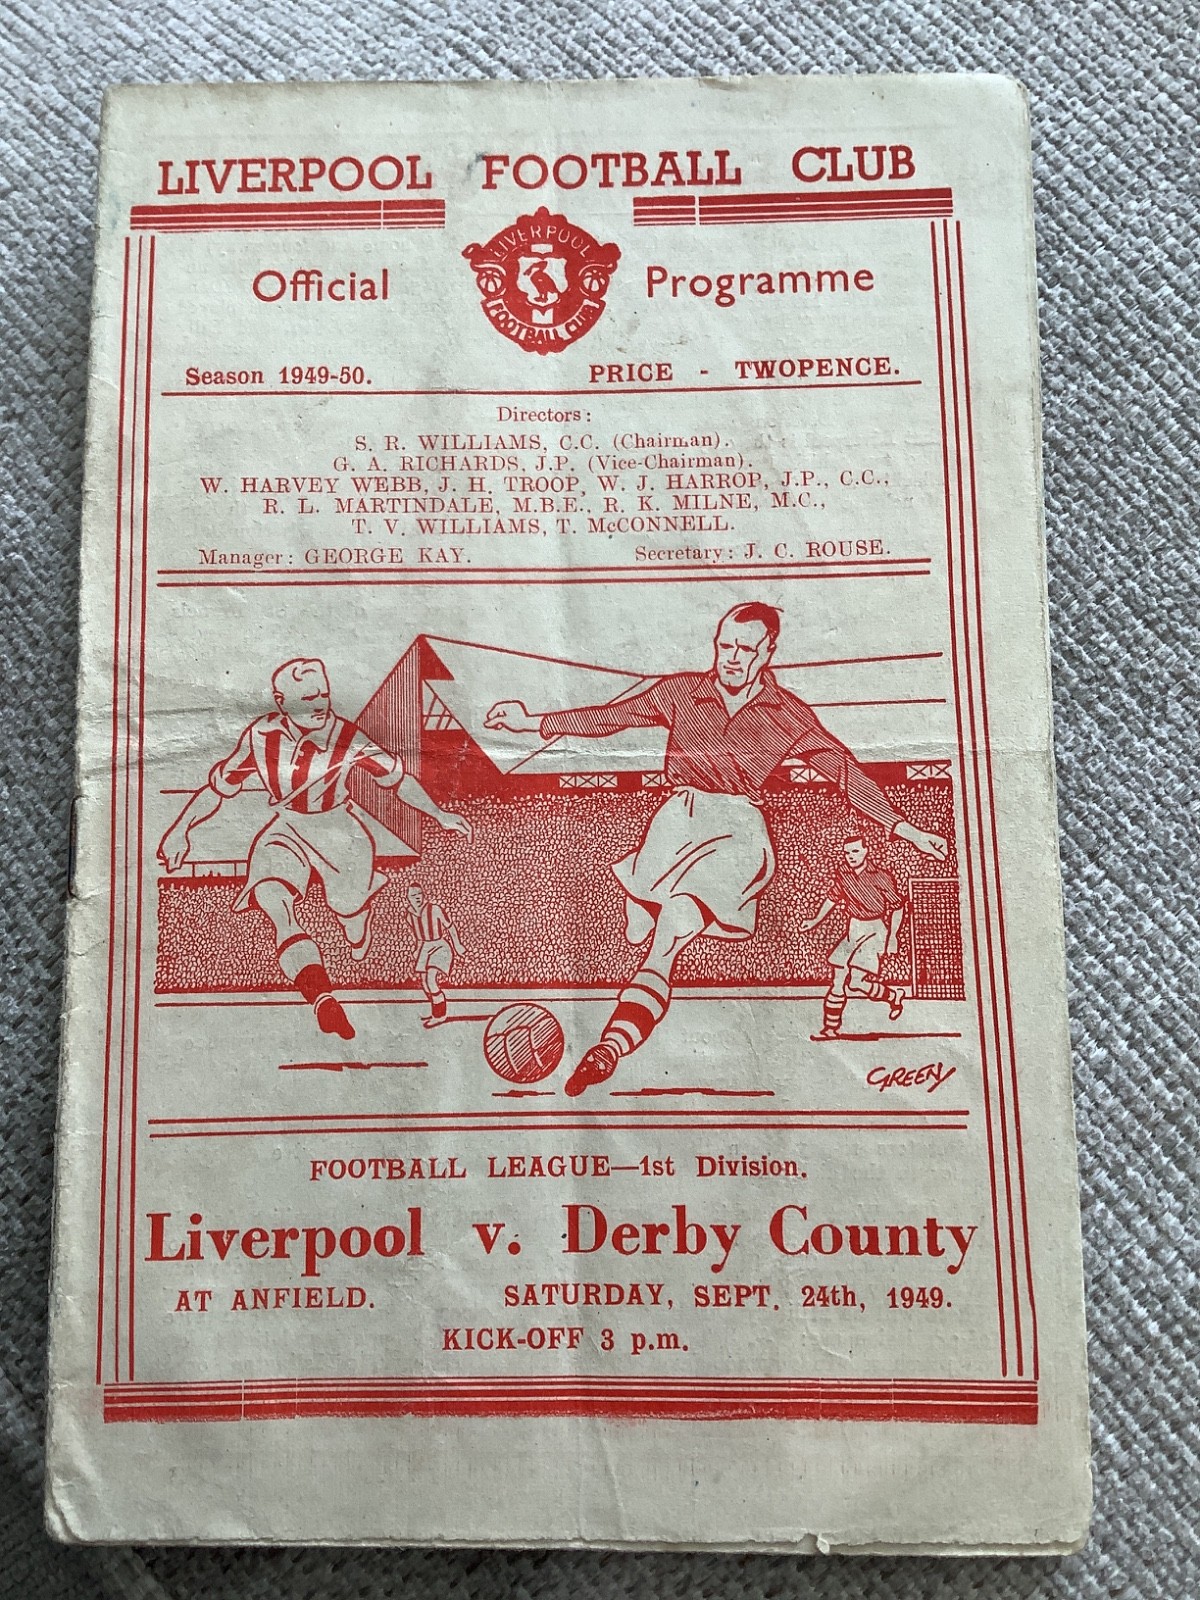 LIVERPOOL FOOTBALL CLUB
Official Programme
LIVERPOOL
FOOTBALL CLUB
Season 1949-50. PRICE - TWOPENCE.
Directors:
S. R. WILLIAMS, C.C. (Chairman).
G. A. RICHARDS, J.P. (Vice-Chairman).
W. HARVEY WEBB, J. H. TROOP, W. J. HARROP, J.P., C.C.,
R. L. MARTINDALE, M.B.E., R. K. MILNE, M.C.,
T. V. WILLIAMS, T. McCONNELL.
Manager: GEORGE KAY. Secretary: J. C. ROUSE.
GREEN
FOOTBALL LEAGUE—1st Division.
Liverpool v. Derby County
AT ANFIELD. SATURDAY, SEPT. 24th, 1949.
KICK-OFF 3 p.m.